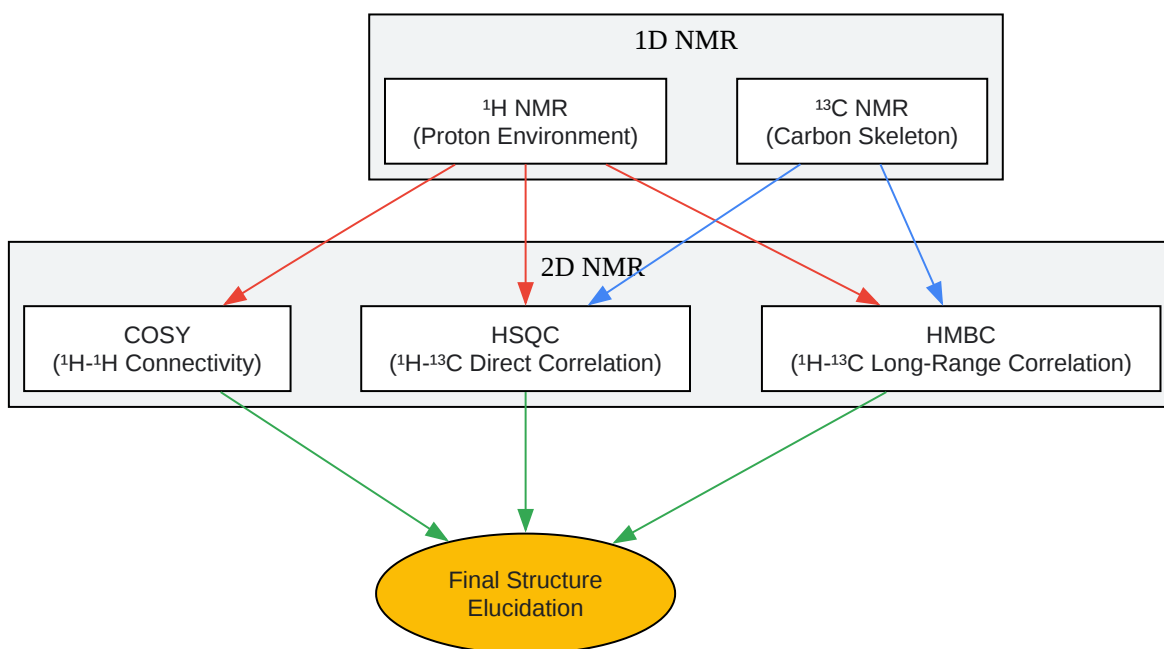 1D NMR
¹H NMR
(Proton Environment)
¹³C NMR
(Carbon Skeleton)
2D NMR
COSY
(¹H-¹H Connectivity)
HSQC
(¹H-¹³C Direct Correlation)
HMBC
(¹H-¹³C Long-Range Correlation)
Final Structure
Elucidation